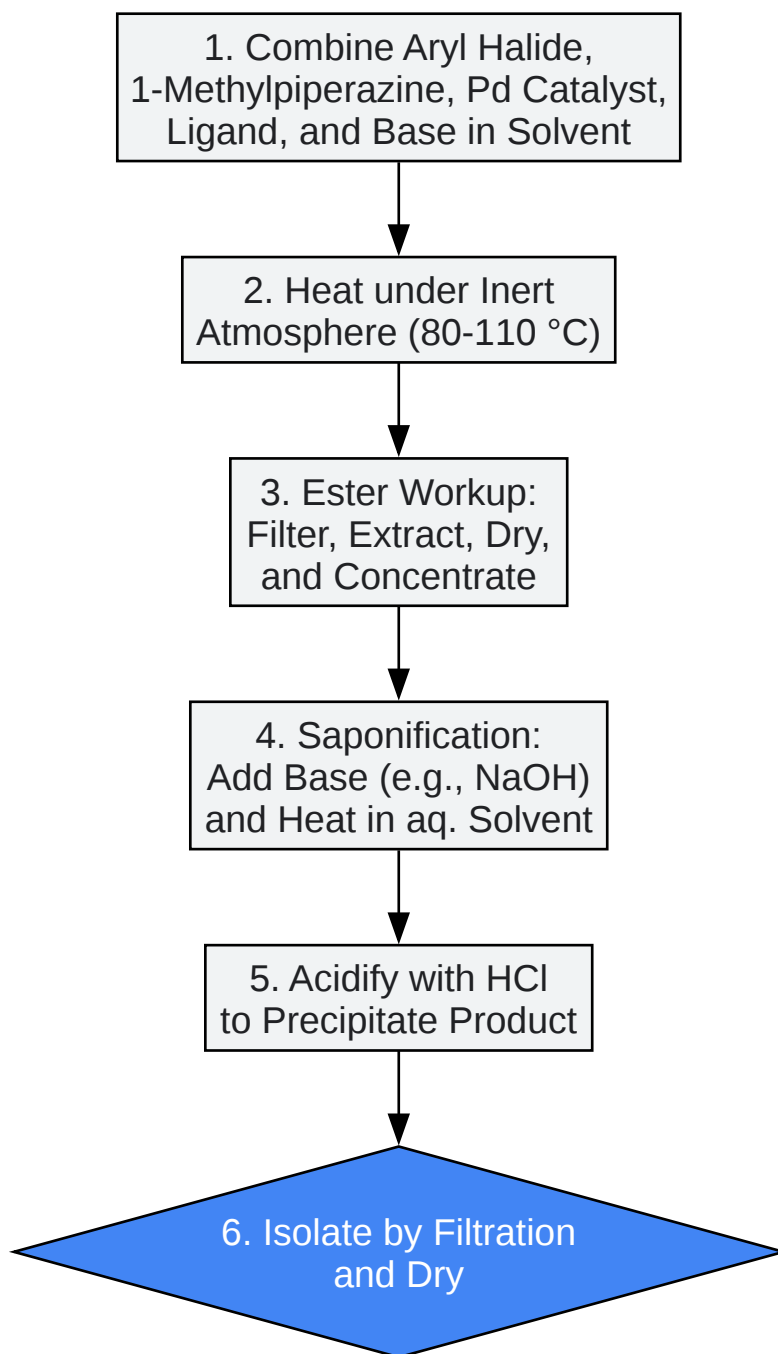 1. Combine Aryl Halide,
1-Methylpiperazine, Pd Catalyst,
Ligand, and Base in Solvent
2. Heat under Inert
Atmosphere (80-110 °C)
3. Ester Workup:
Filter, Extract, Dry,
and Concentrate
4. Saponification:
Add Base (e.g., NaOH)
and Heat in aq. Solvent
5. Acidify with HCl
to Precipitate Product
6. Isolate by Filtration
and Dry